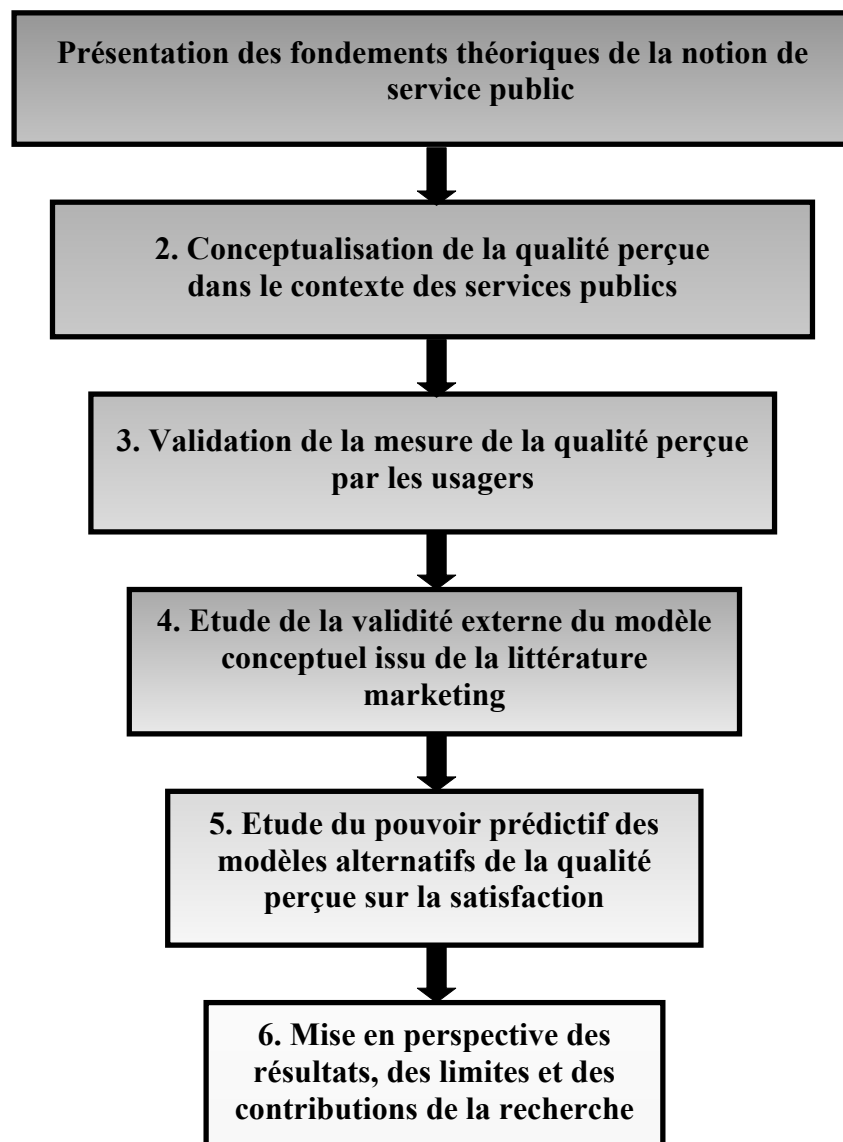 Présentation des fondements théoriques de la notion de
service public
2. Conceptualisation de la qualité perçue
dans le contexte des services publics
3. Validation de la mesure de la qualité perçue
par les usagers
4. Etude de la validité externe du modèle
conceptuel issu de la littérature
marketing
5. Etude du pouvoir prédictif des
modèles alternatifs de la qualité
perçue sur la satisfaction
6. Mise en perspective des
résultats, des limites et des
contributions de la recherche